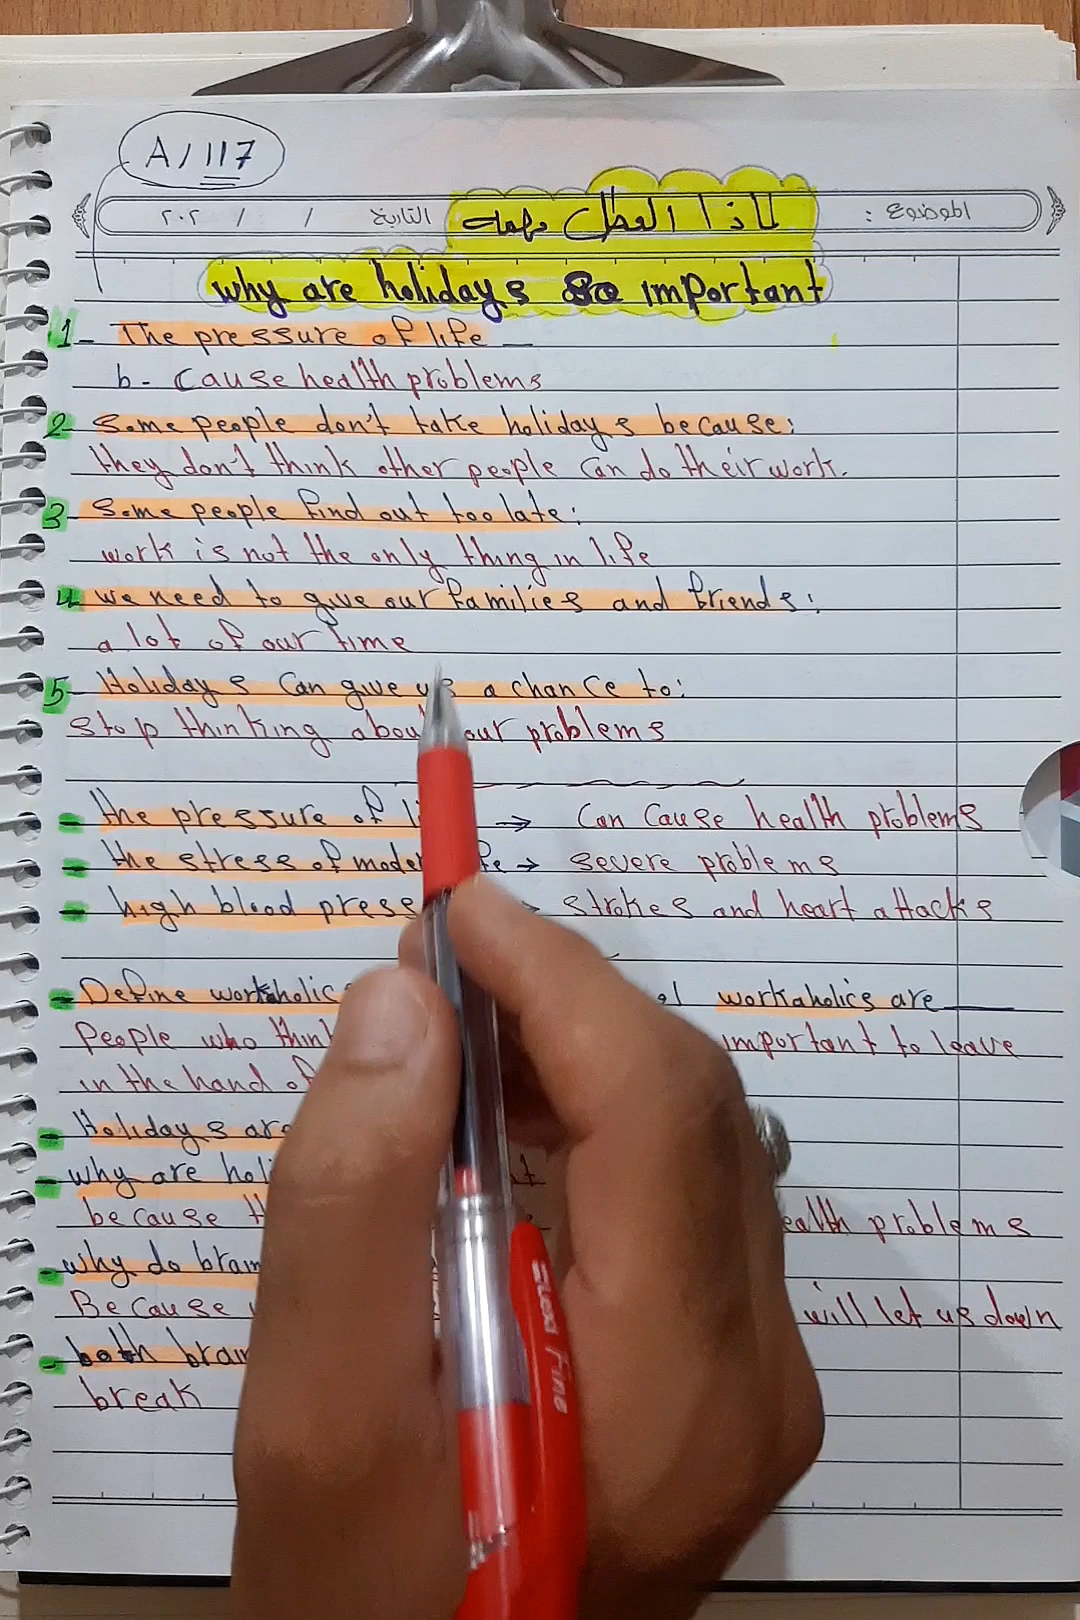 A/117
الموضوع : لماذا العطل مهمة التاريخ / / ٢٠٢
why are holidays so important
1- The pressure of life _
b- cause health problems
2- Some people don't take holidays because:
they don't think other people can do their work.
3- Some people find out too late:
work is not the only thing in life
4- we need to give our families and friends:
a lot of our time
5- Holidays can give us a chance to:
stop thinking about our problems
- the pressure of → can cause health problems
- the stress of → severe problems
- high blood → strokes and heart attacks
- Define workaholics are
people who important to leave
in the hand
- Holidays are
- why are
because health problems
- why do
Because will let us down
- both
break
Fine